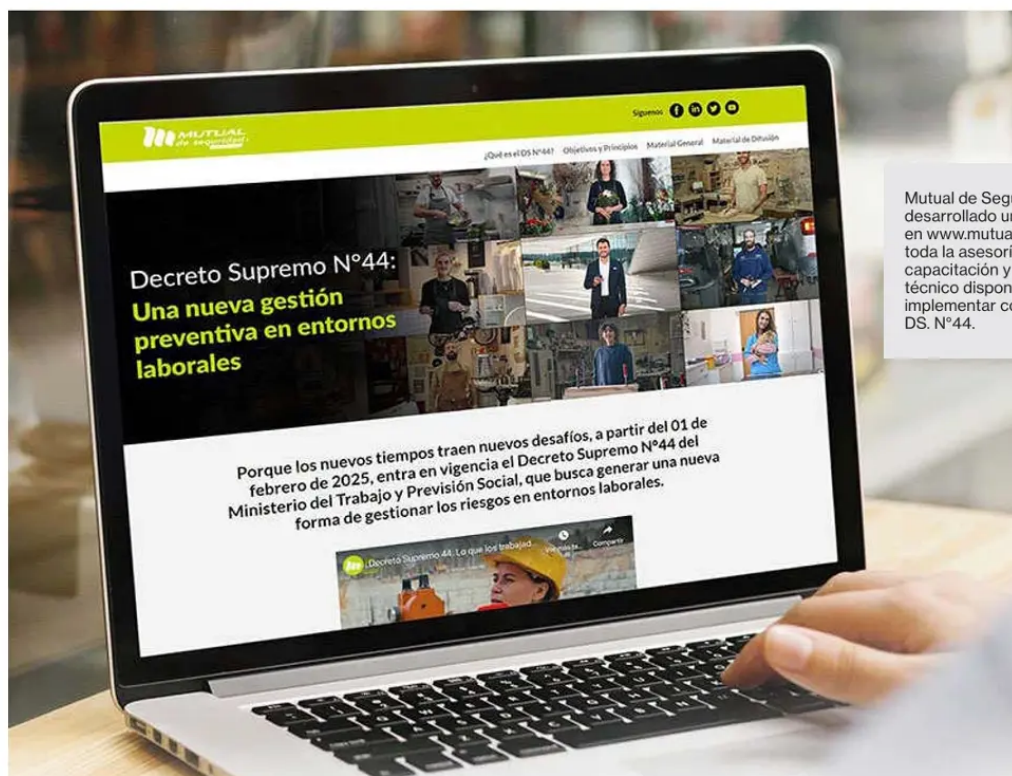 Síguenos
MUTUAL
de seguridad
¿Qué es el DS N°44? Objetivos y Principios Material General Material de Difusión
Decreto Supremo N°44:
Una nueva gestión
preventiva en entornos
laborales
Porque los nuevos tiempos traen nuevos desafíos, a partir del 01 de
febrero de 2025, entra en vigencia el Decreto Supremo N°44 del
Ministerio del Trabajo y Previsión Social, que busca generar una nueva
forma de gestionar los riesgos en entornos laborales.
Decreto Supremo 44: Lo que los trabajad...
Compartir
Mutual de Segu
desarrollado un
en www.mutua
toda la asesorí
capacitación y
técnico dispon
implementar co
DS. N°44.